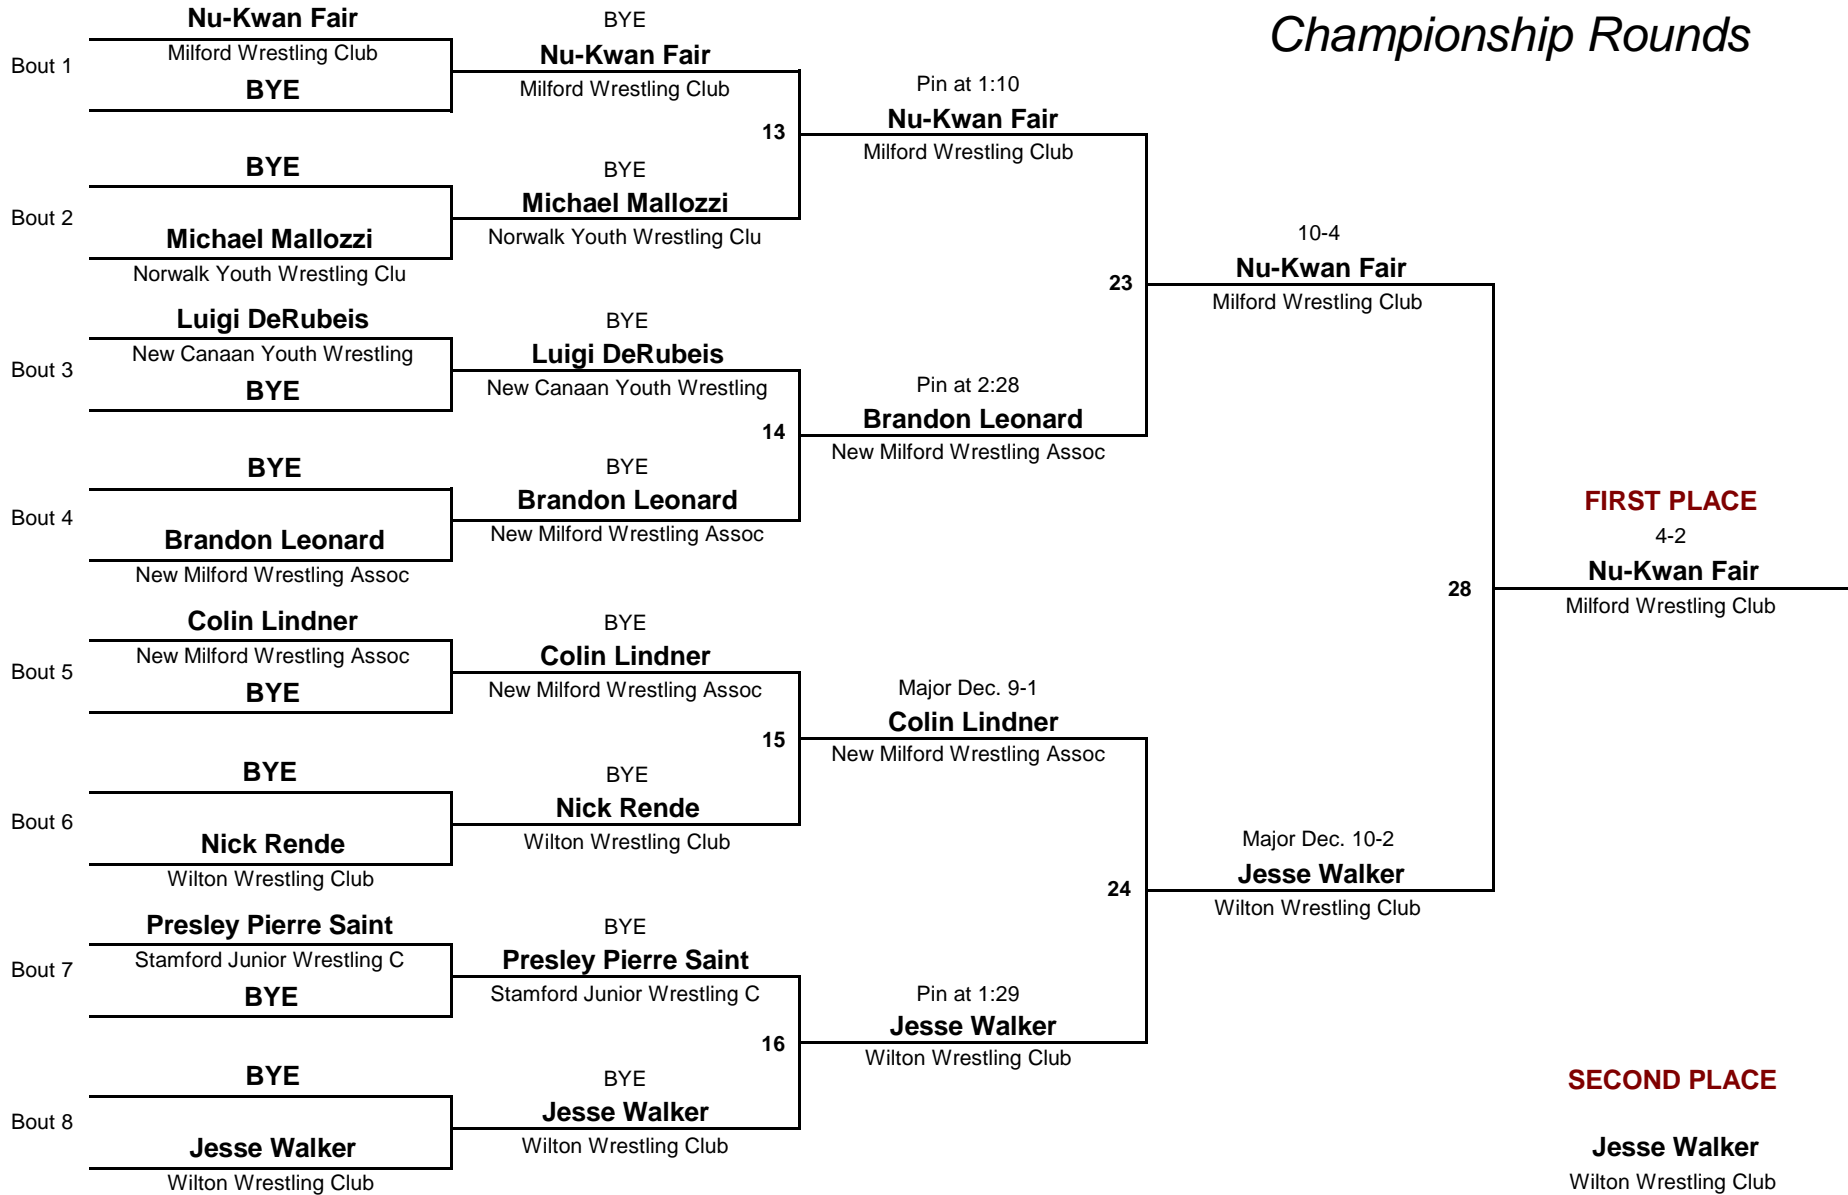 Championship Rounds
Nu-Kwan Fair
Bout 1
Milford Wrestling Club
BYE
BYE
Bout 2
Michael Mallozzi
Norwalk Youth Wrestling Clu
Luigi DeRubeis
Bout 3
New Canaan Youth Wrestling
BYE
BYE
Bout 4
Brandon Leonard
New Milford Wrestling Assoc
Colin Lindner
Bout 5
New Milford Wrestling Assoc
BYE
BYE
Bout 6
Nick Rende
Wilton Wrestling Club
Presley Pierre Saint
Bout 7
Stamford Junior Wrestling C
BYE
BYE
Bout 8
Jesse Walker
Wilton Wrestling Club
BYE
Nu-Kwan Fair
Milford Wrestling Club
13
BYE
Michael Mallozzi
Norwalk Youth Wrestling Clu
BYE
Luigi DeRubeis
New Canaan Youth Wrestling
14
BYE
Brandon Leonard
New Milford Wrestling Assoc
BYE
Colin Lindner
New Milford Wrestling Assoc
15
BYE
Nick Rende
Wilton Wrestling Club
BYE
Presley Pierre Saint
Stamford Junior Wrestling C
16
BYE
Jesse Walker
Wilton Wrestling Club
Pin at 1:10
Nu-Kwan Fair
Milford Wrestling Club
23
Pin at 2:28
Brandon Leonard
New Milford Wrestling Assoc
Major Dec. 9-1
Colin Lindner
New Milford Wrestling Assoc
24
Pin at 1:29
Jesse Walker
Wilton Wrestling Club
10-4
Nu-Kwan Fair
Milford Wrestling Club
28
Major Dec. 10-2
Jesse Walker
Wilton Wrestling Club
FIRST PLACE
4-2
Nu-Kwan Fair
Milford Wrestling Club
SECOND PLACE
Jesse Walker
Wilton Wrestling Club